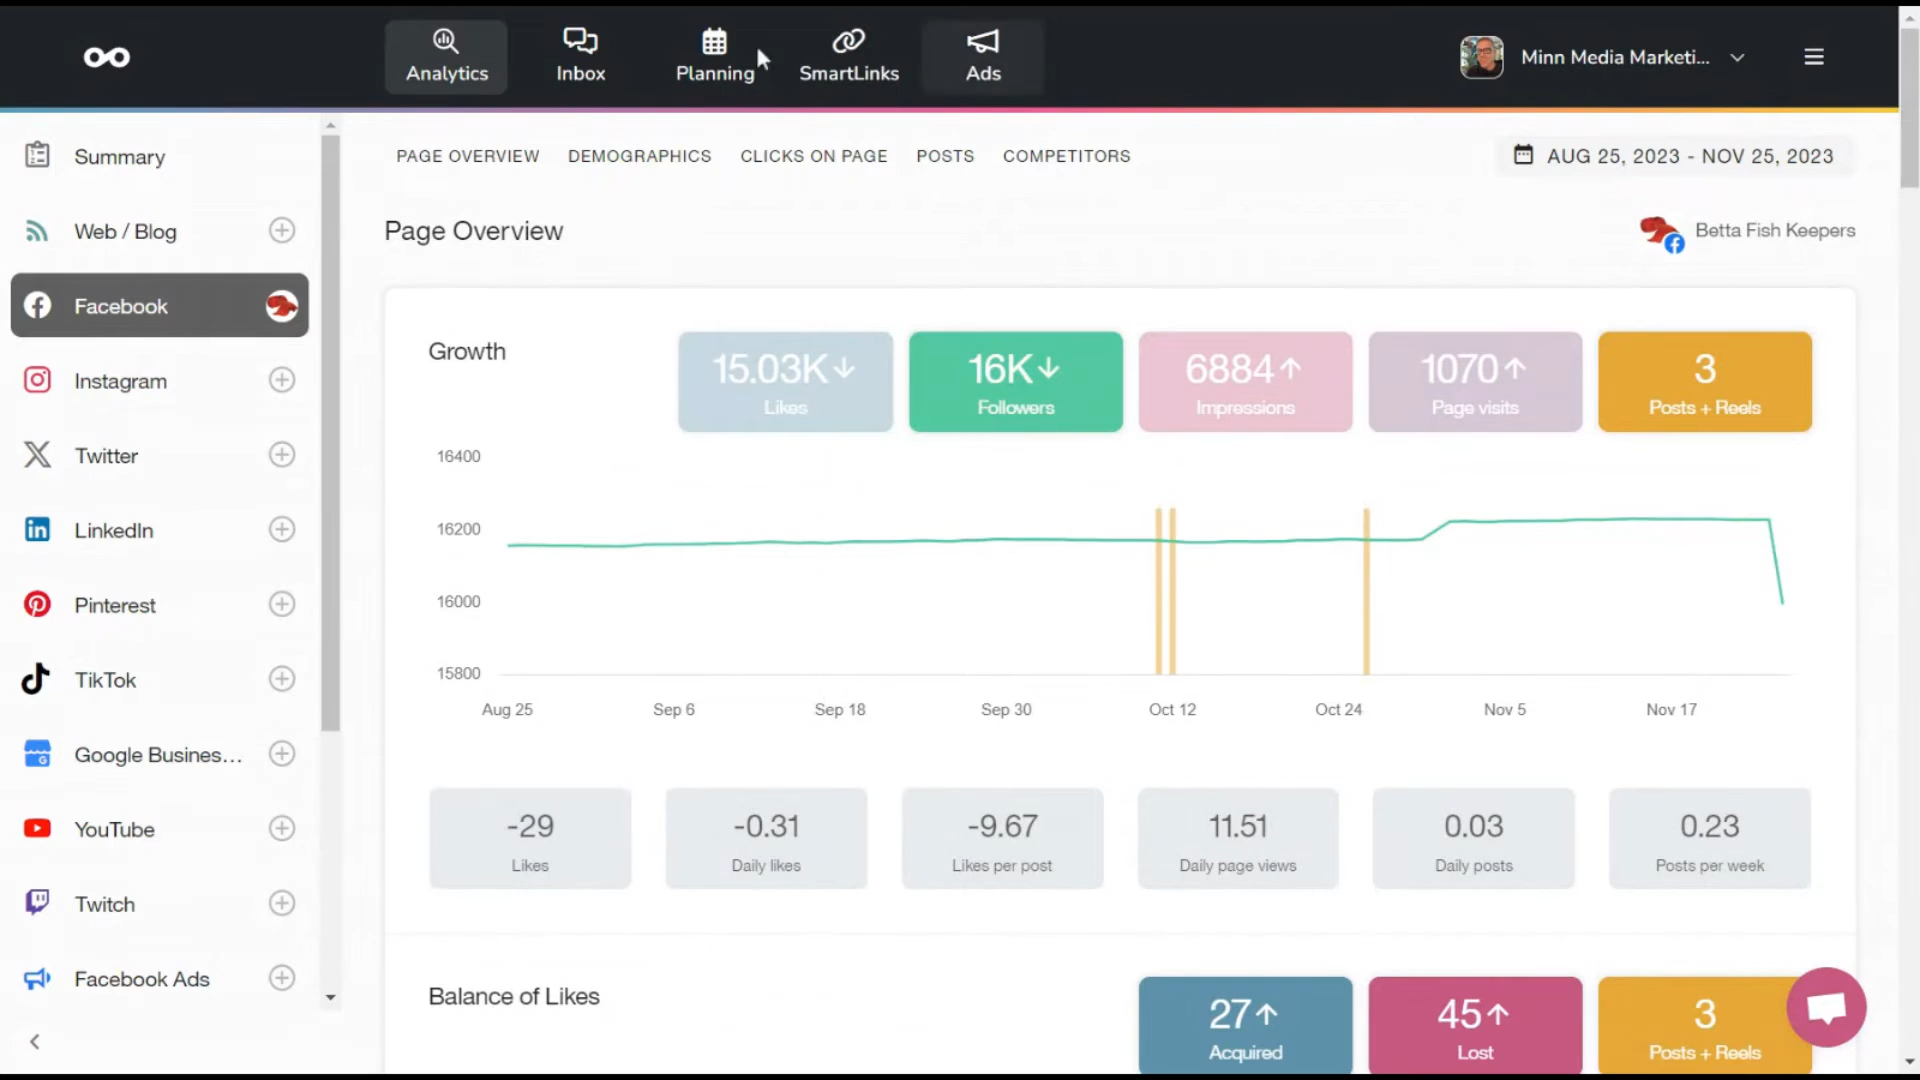 Analytics
Inbox
Planning
SmartLinks
Ads
Minn Media Marketi...
Summary
Web / Blog
Facebook
Instagram
Twitter
LinkedIn
Pinterest
TikTok
Google Busines...
YouTube
Twitch
Facebook Ads
PAGE OVERVIEW DEMOGRAPHICS CLICKS ON PAGE POSTS COMPETITORS
AUG 25, 2023 - NOV 25, 2023
Page Overview
Betta Fish Keepers
Growth
15.03K↓
Likes
16K↓
Followers
6884↑
Impressions
1070↑
Page visits
3
Posts + Reels
16400
16200
16000
15800
Aug 25 Sep 6 Sep 18 Sep 30 Oct 12 Oct 24 Nov 5 Nov 17
-29
Likes
-0.31
Daily likes
-9.67
Likes per post
11.51
Daily page views
0.03
Daily posts
0.23
Posts per week
Balance of Likes
27↑
Acquired
45↑
Lost
3
Posts + Reels